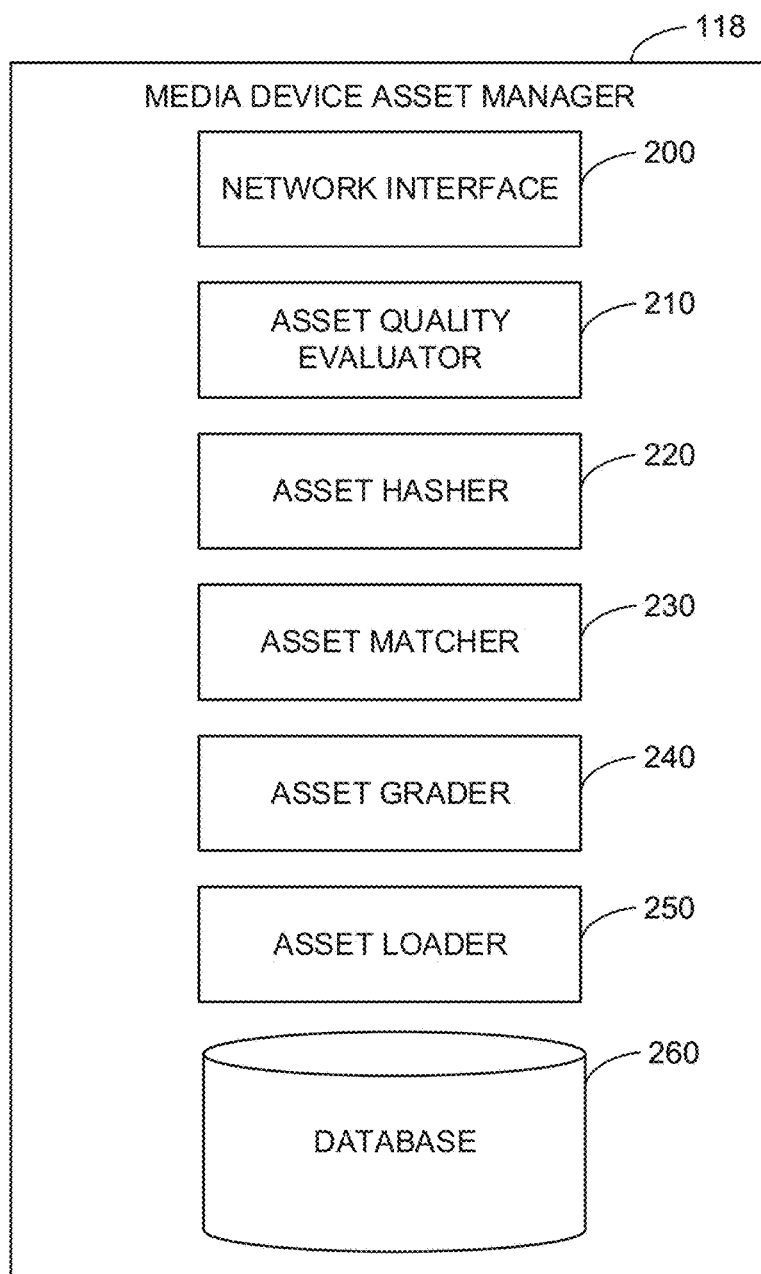 118
MEDIA DEVICE ASSET MANAGER
NETWORK INTERFACE
200
ASSET QUALITY
EVALUATOR
210
ASSET HASHER
220
ASSET MATCHER
230
ASSET GRADER
240
ASSET LOADER
250
DATABASE
260